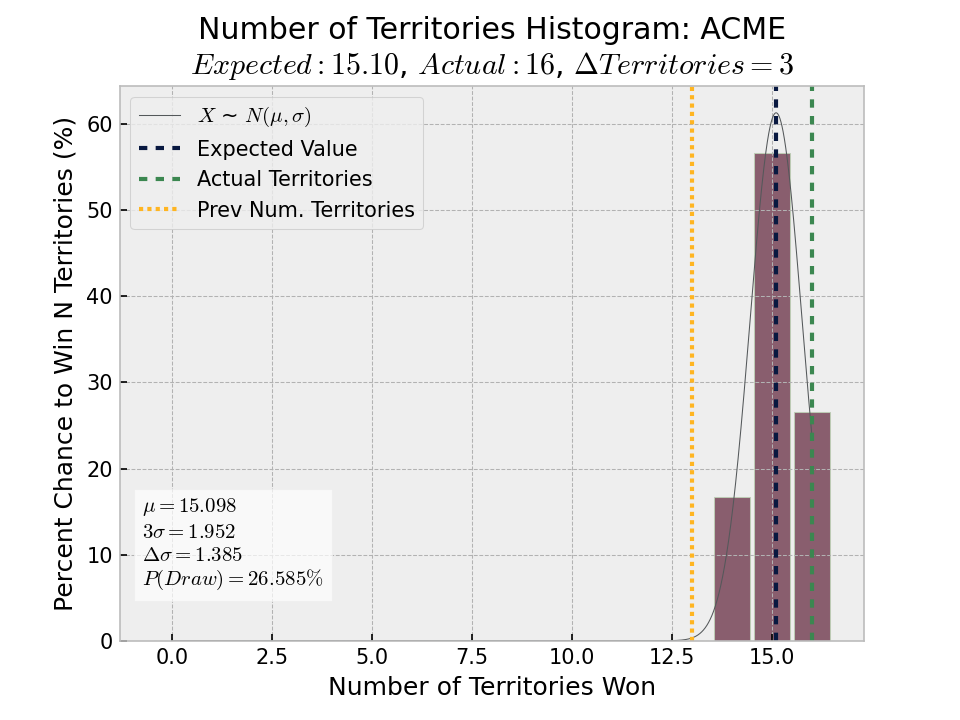 Number of Territories Histogram: ACME
Expected : 15.10, Actual : 16, ΔTerritories = 3
X ∼ N(μ, σ)
Expected Value
Actual Territories
Prev Num. Territories
Percent Chance to Win N Territories (%)
60
50
40
30
20
10
0
μ = 15.098
3σ = 1.952
Δσ = 1.385
P(Draw) = 26.585%
0.0 2.5 5.0 7.5 10.0 12.5 15.0
Number of Territories Won